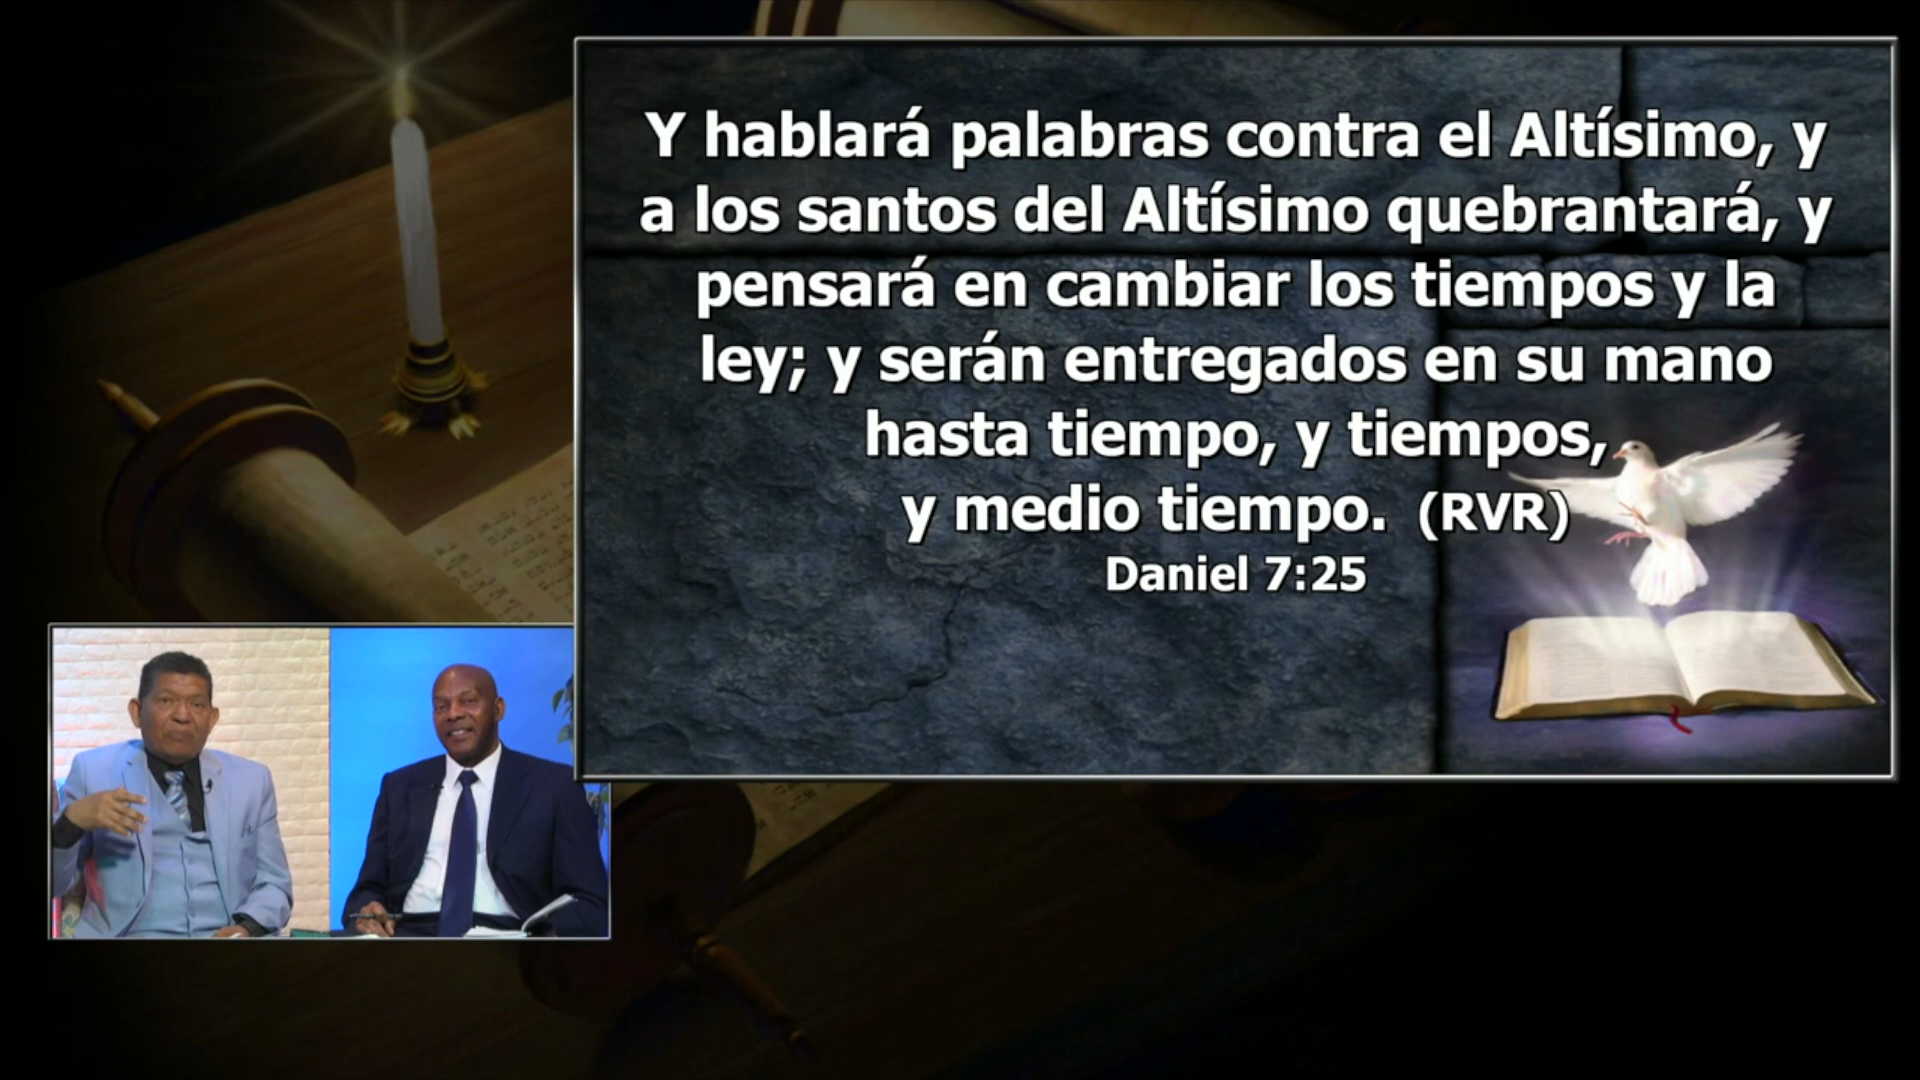 Y hablará palabras contra el Altísimo, y
a los santos del Altísimo quebrantará, y
pensará en cambiar los tiempos y la
ley; y serán entregados en su mano
hasta tiempo, y tiempos,
y medio tiempo. (RVR)
Daniel 7:25